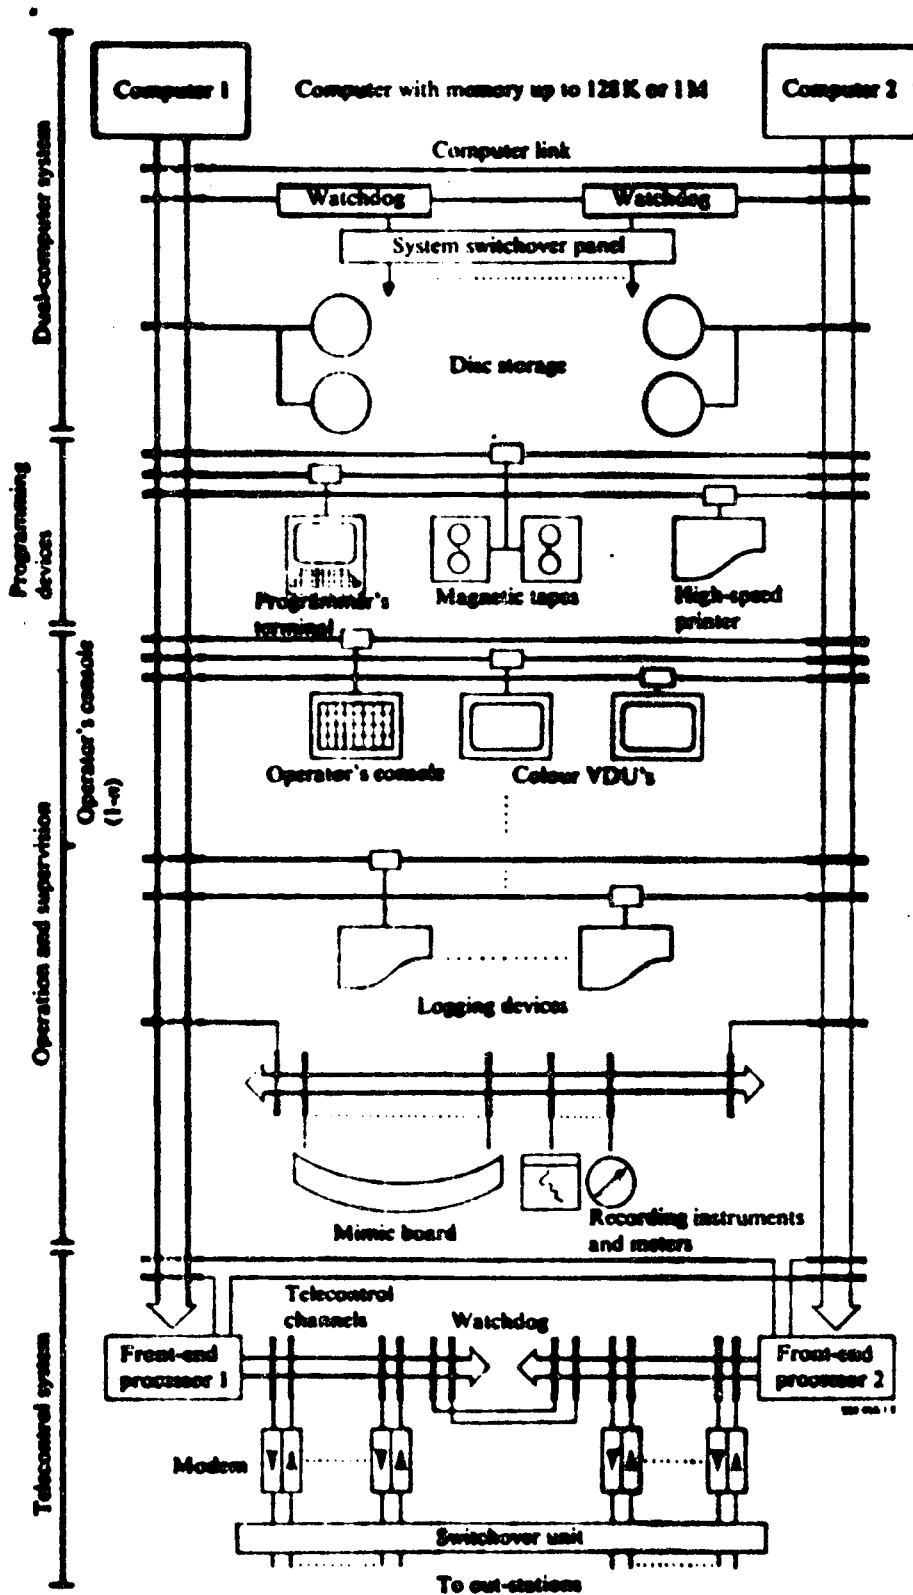 Computer 1
Computer with memory up to 128K or 1M
Computer 2
Computer link
Watchdog
Watchdog
System switchover panel
Disc storage
Dual-computer system
Programming
devices
Programmer's
terminal
Magnetic tapes
High-speed
printer
Operator's console
(1-n)
Operator's console
Colour VDU's
Operation and supervision
Logging devices
Mimic board
Recording instruments
and meters
Telecontrol system
Telecontrol
channels
Watchdog
Front-end
processor 1
Front-end
processor 2
Modem
Switchover unit
To out-stations